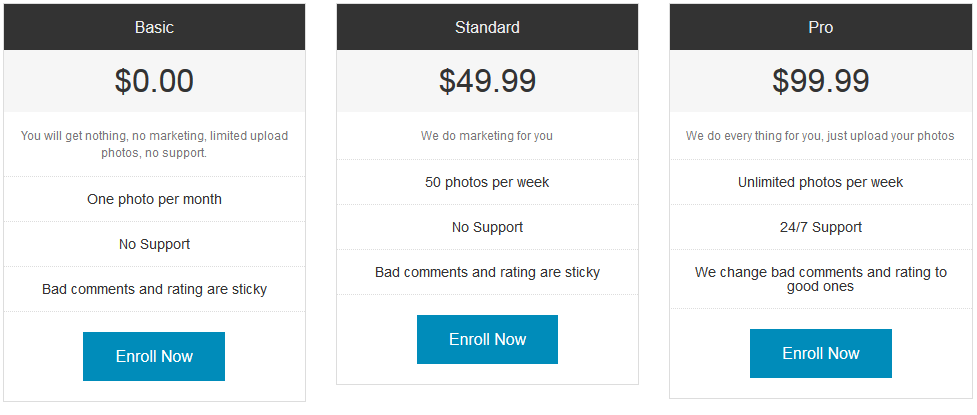 Basic
$0.00
You will get nothing, no marketing, limited upload
photos, no support.
One photo per month
No Support
Bad comments and rating are sticky
Enroll Now
Standard
$49.99
We do marketing for you
50 photos per week
No Support
Bad comments and rating are sticky
Enroll Now
Pro
$99.99
We do every thing for you, just upload your photos
Unlimited photos per week
24/7 Support
We change bad comments and rating to
good ones
Enroll Now